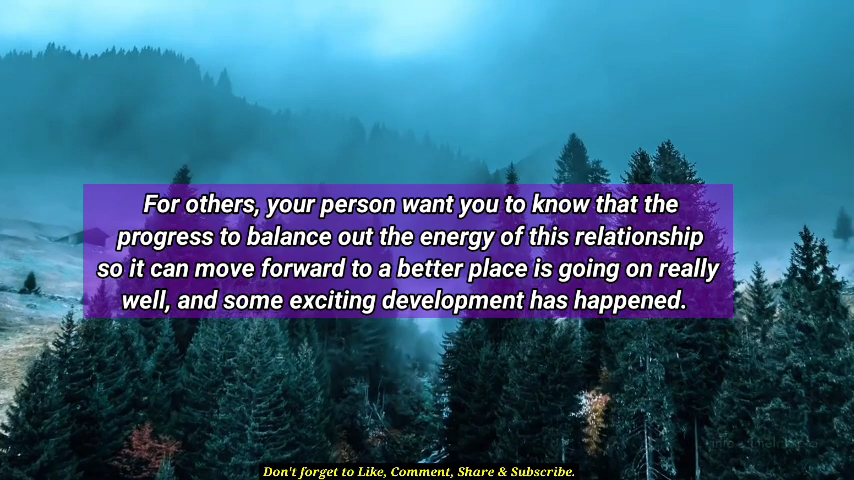 For others, your person want you to know that the
progress to balance out the energy of this relationship
so it can move forward to a better place is going on really
well, and some exciting development has happened.
Don't forget to Like, Comment, Share & Subscribe.